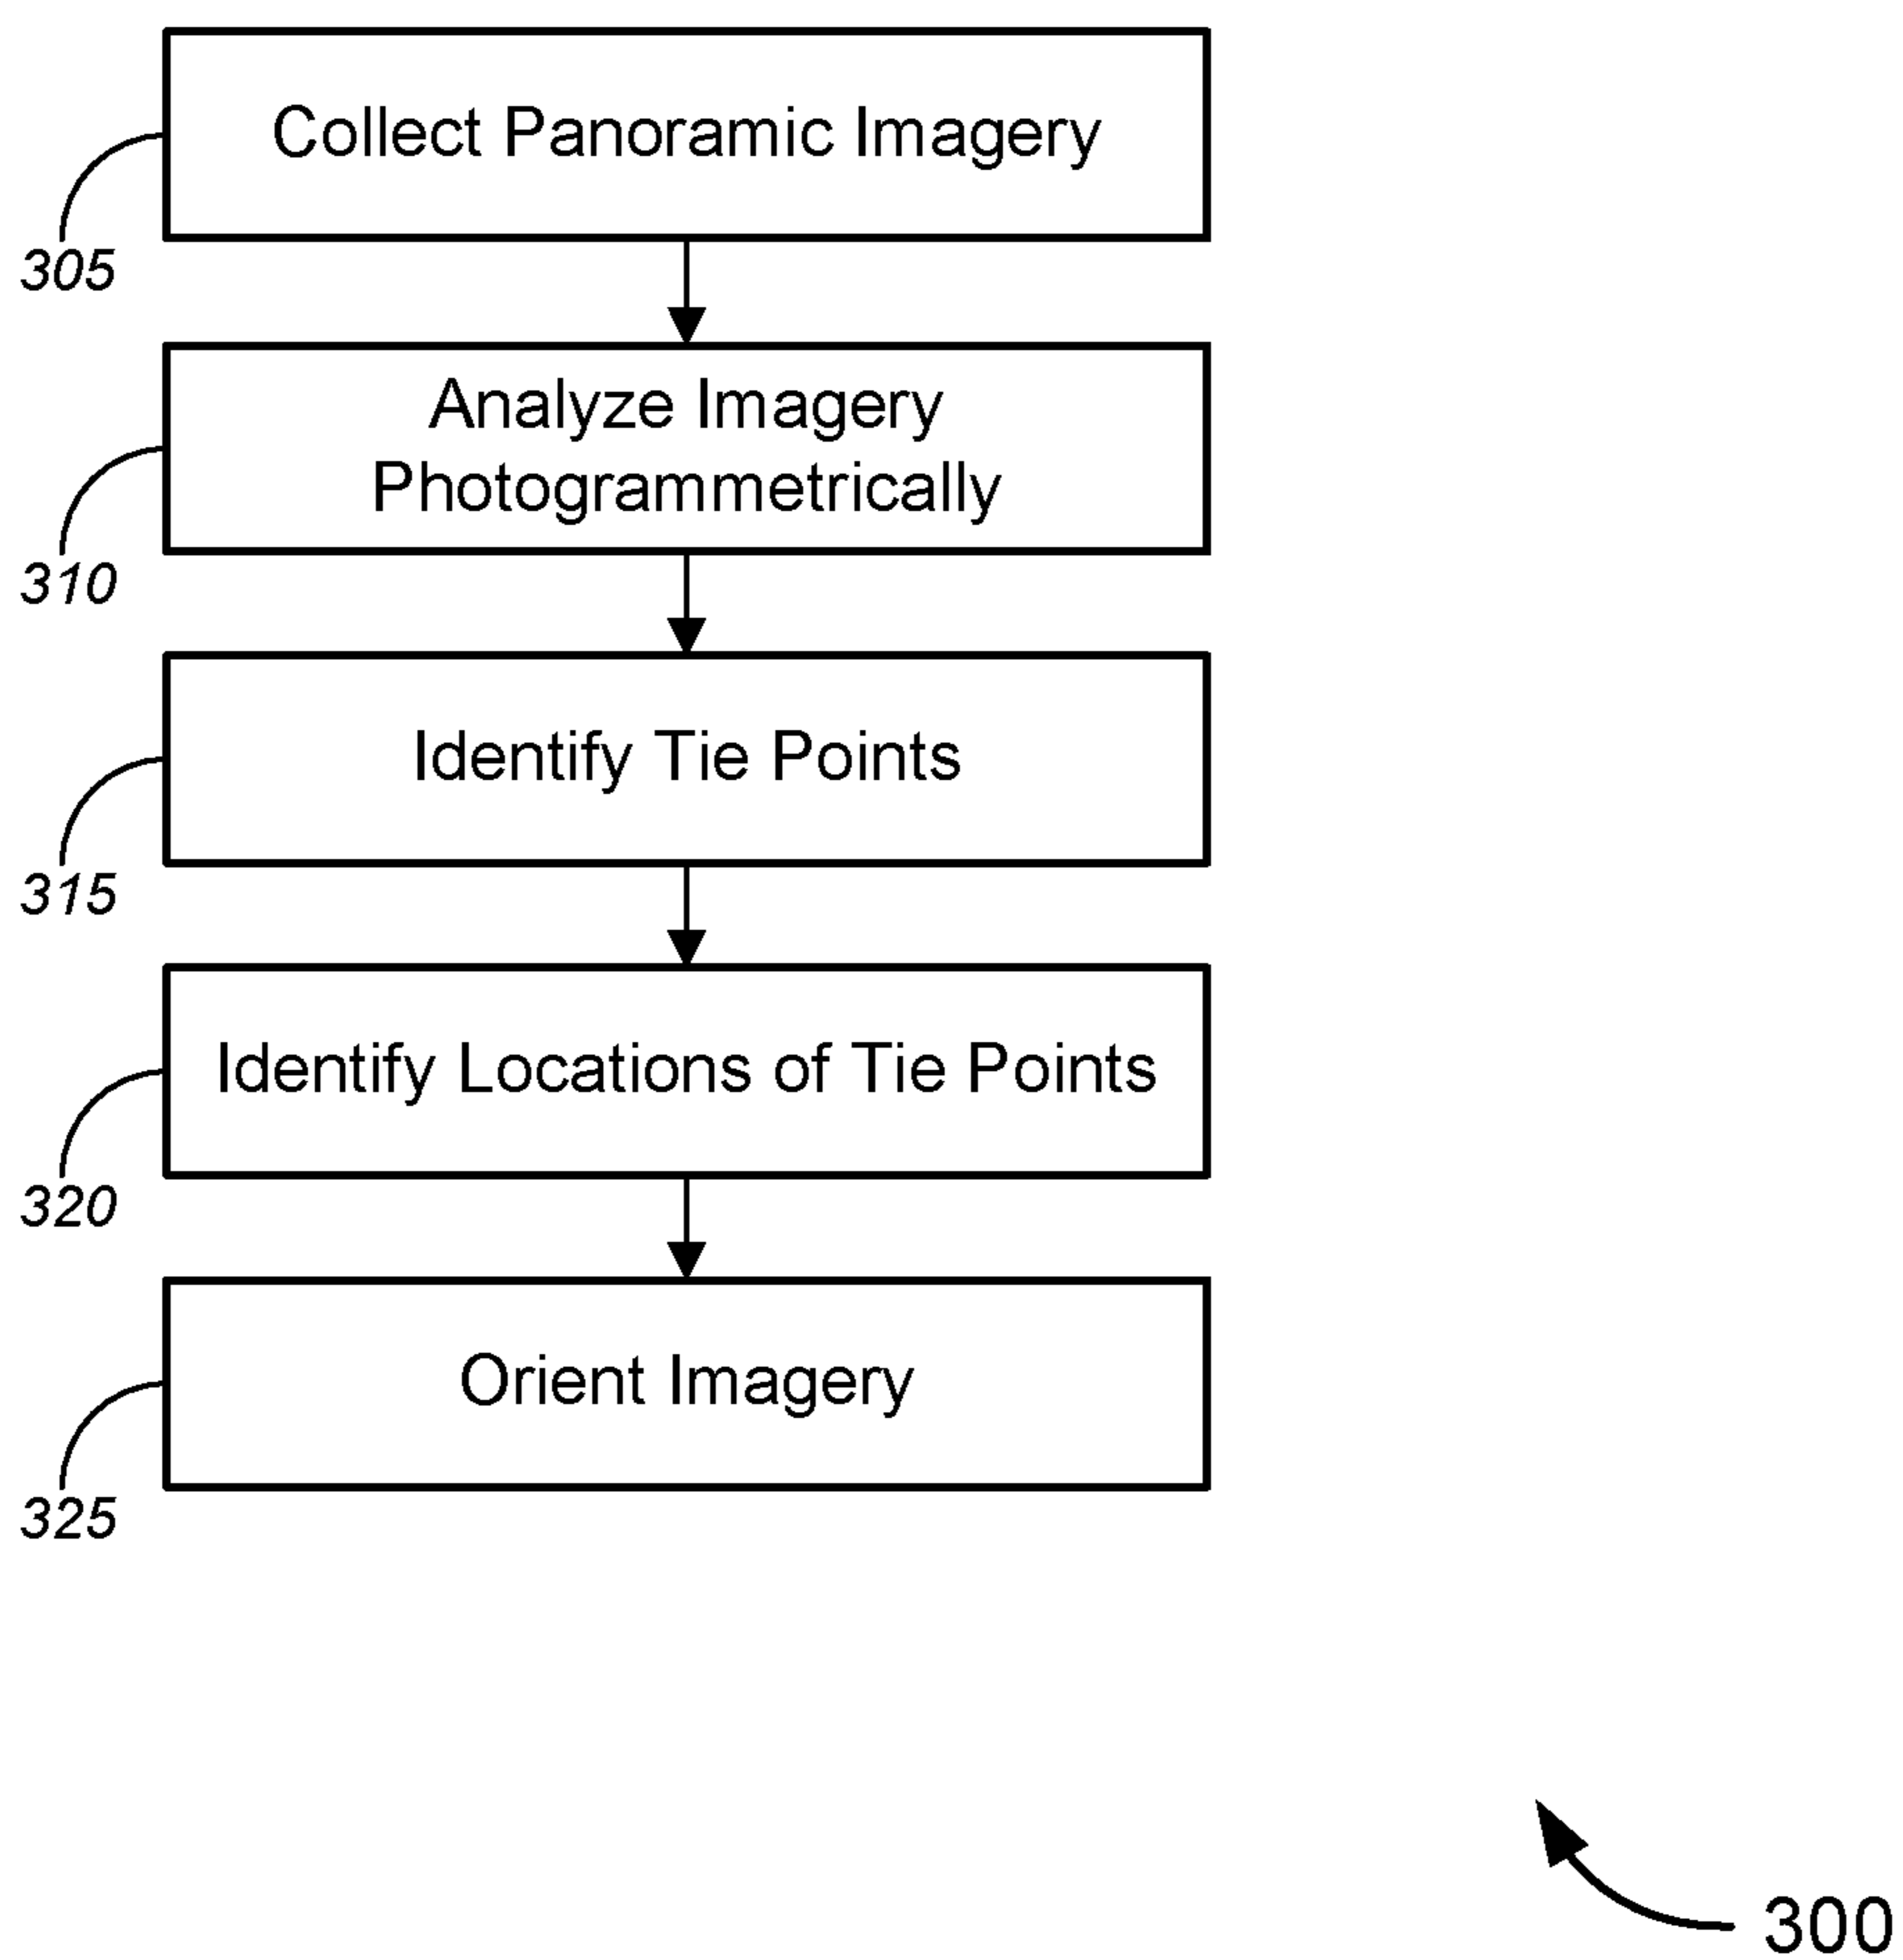 Collect Panoramic Imagery
305
Analyze Imagery
Photogrammetrically
310
Identify Tie Points
315
Identify Locations of Tie Points
320
Orient Imagery
325
300